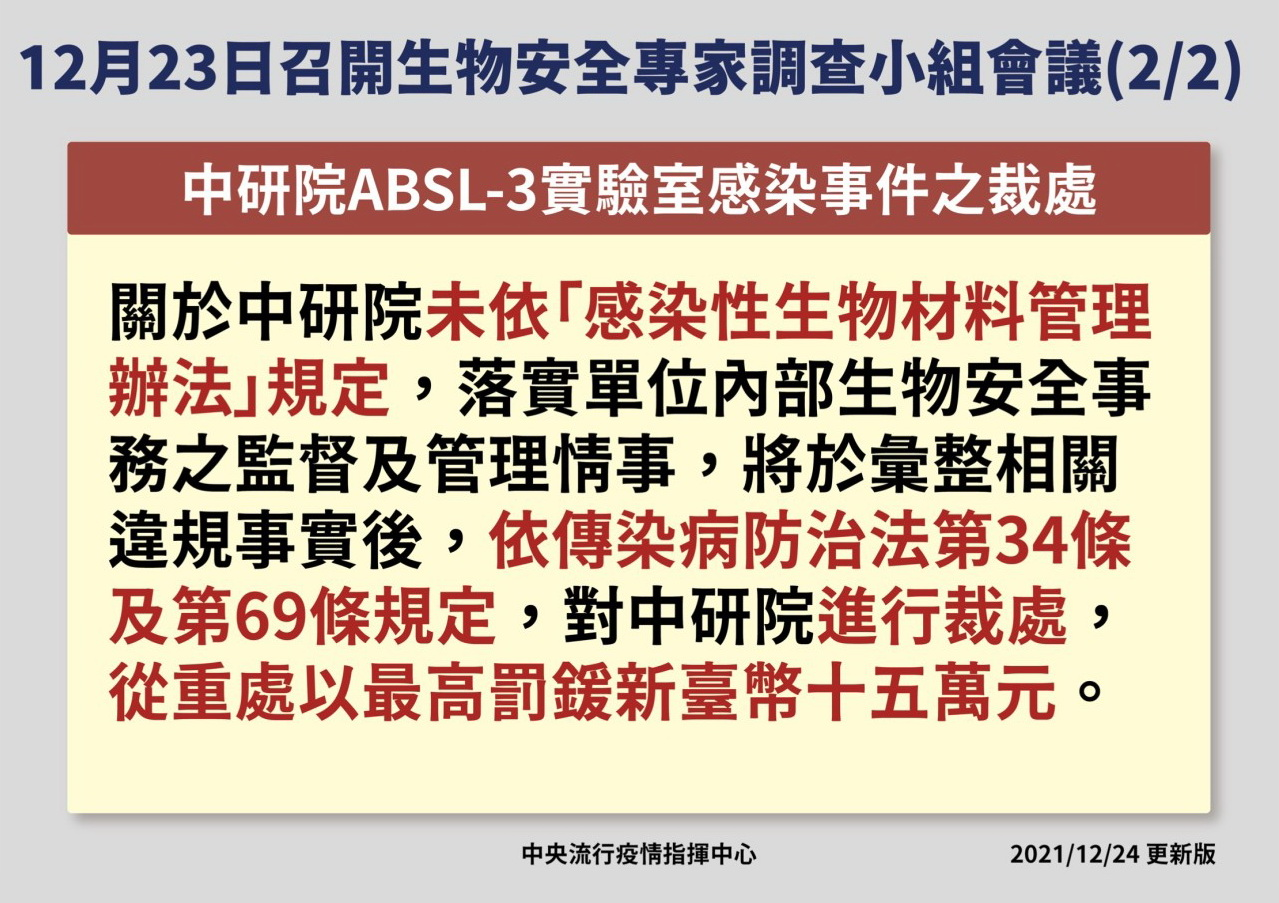 12月23日召開生物安全專家調查小組會議(2/2)
中研院ABSL-3實驗室感染事件之裁處
關於中研院未依「感染性生物材料管理
辦法」規定，落實單位內部生物安全事
務之監督及管理情事，將於彙整相關
違規事實後，依傳染病防治法第34條
及第69條規定，對中研院進行裁處，
從重處以最高罰鍰新臺幣十五萬元。
中央流行疫情指揮中心
2021/12/24 更新版